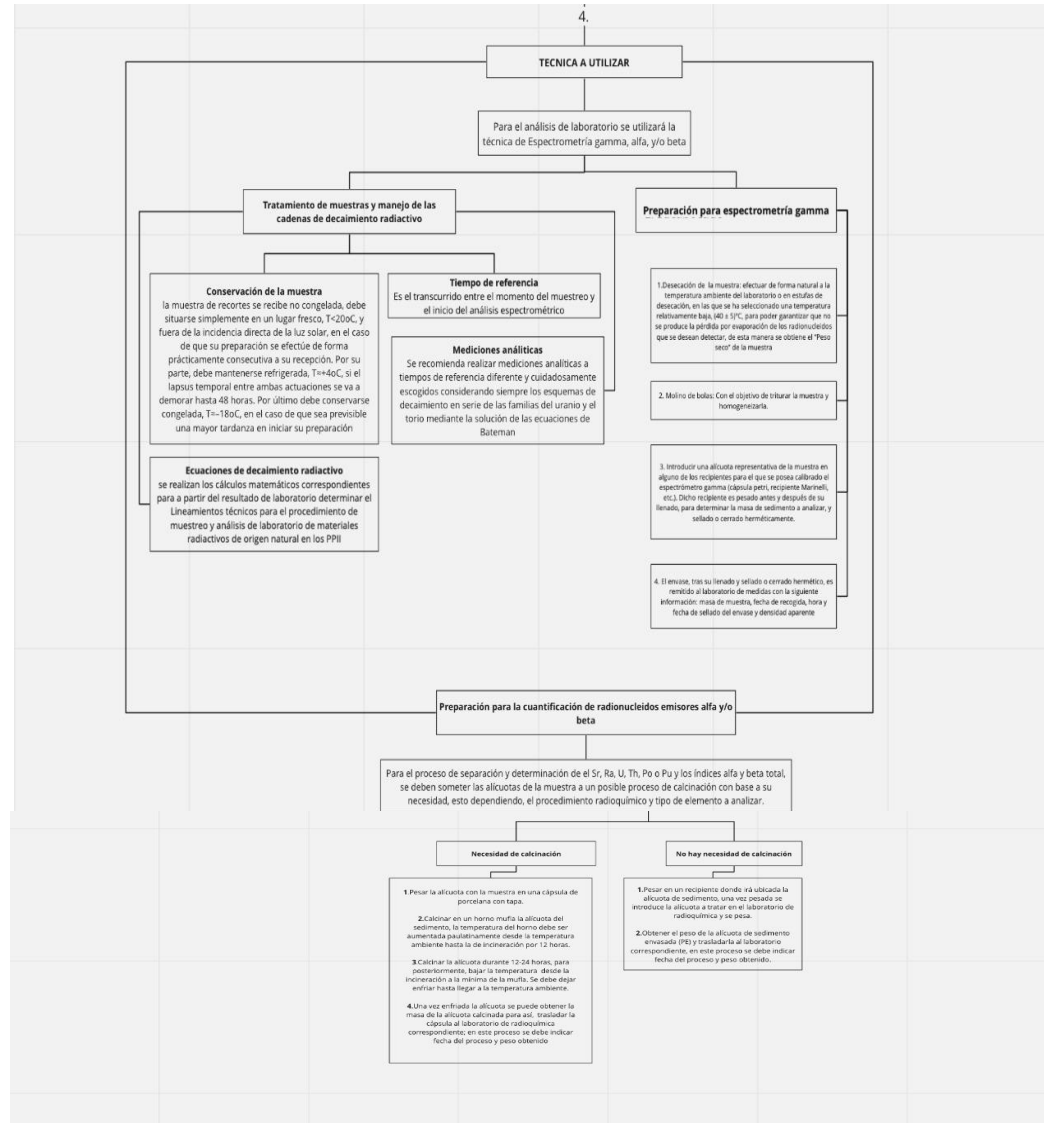 4.
TECNICA A UTILIZAR
Para el análisis de laboratorio se utilizará la
técnica de Espectrometría gamma, alfa, y/o beta
Tratamiento de muestras y manejo de las
cadenas de decaimiento radiactivo
Conservación de la muestra
la muestra de recortes se recibe no congelada, debe
situarse simplemente en un lugar fresco, T<20oC, y
fuera de la incidencia directa de la luz solar, en el caso
de que su preparación se efectúe de forma
prácticamente consecutiva a su recepción. Por su
parte, debe mantenerse refrigerada, T≈+4oC, si el
lapsus temporal entre ambas actuaciones se va a
demorar hasta 48 horas. Por último debe conservarse
congelada, T≈–18oC, en el caso de que sea previsible
una mayor tardanza en iniciar su preparación
Tiempo de referencia
Es el transcurrido entre el momento del muestreo y
el inicio del análisis espectrométrico
Mediciones análiticas
Se recomienda realizar mediciones analíticas a
tiempos de referencia diferente y cuidadosamente
escogidos considerando siempre los esquemas de
decaimiento en serie de las familias del uranio y el
torio mediante la solución de las ecuaciones de
Bateman
Ecuaciones de decaimiento radiactivo
se realizan los cálculos matemáticos correspondientes
para a partir del resultado de laboratorio determinar el
Lineamientos técnicos para el procedimiento de
muestreo y análisis de laboratorio de materiales
radiactivos de origen natural en los PPII
Preparación para espectrometría gamma
1.Desecación de la muestra: efectuar de forma natural a la
temperatura ambiente del laboratorio o en estufas de
desecación, en las que se ha seleccionado una temperatura
relativamente baja, (40 ± 5)°C, para poder garantizar que no
se produce la pérdida por evaporación de los radionucleidos
que se desean detectar, de esta manera se obtiene el "Peso
seco" de la muestra
2. Molino de bolas: Con el objetivo de triturar la muestra y
homogeneizarla.
3. Introducir una alícuota representativa de la muestra en
alguno de los recipientes para el que se posea calibrado el
espectrómetro gamma (cápsula petri, recipiente Marinelli,
etc.). Dicho recipiente es pesado antes y después de su
llenado, para determinar la masa de sedimento a analizar, y
sellado o cerrado herméticamente.
4. El envase, tras su llenado y sellado o cerrado hermético, es
remitido al laboratorio de medidas con la siguiente
información: masa de muestra, fecha de recogida, hora y
fecha de sellado del envase y densidad aparente
Preparación para la cuantificación de radionucleidos emisores alfa y/o
beta
Para el proceso de separación y determinación de el Sr, Ra, U, Th, Po o Pu y los índices alfa y beta total,
se deben someter las alícuotas de la muestra a un posible proceso de calcinación con base a su
necesidad, esto dependiendo, el procedimiento radioquímico y tipo de elemento a analizar.
Necesidad de calcinación
1.Pesar la alícuota con la muestra en una cápsula de
porcelana con tapa.
2.Calcinar en un horno mufla la alícuota del
sedimento, la temperatura del horno debe ser
aumentada paulatinamente desde la temperatura
ambiente hasta la de incineración por 12 horas.
3.Calcinar la alícuota durante 12-24 horas, para
posteriormente, bajar la temperatura desde la
incineración a la mínima de la mufla. Se debe dejar
enfriar hasta llegar a la temperatura ambiente.
4.Una vez enfriada la alícuota se puede obtener la
masa de la alícuota calcinada para así, trasladar la
cápsula al laboratorio de radioquímica
correspondiente; en este proceso se debe indicar
fecha del proceso y peso obtenido
No hay necesidad de calcinación
1.Pesar en un recipiente donde irá ubicada la
alícuota de sedimento, una vez pesada se
introduce la alícuota a tratar en el laboratorio de
radioquímica y se pesa.
2.Obtener el peso de la alícuota de sedimento
envasada (PE) y trasladarla al laboratorio
correspondiente, en este proceso se debe indicar
fecha del proceso y peso obtenido.